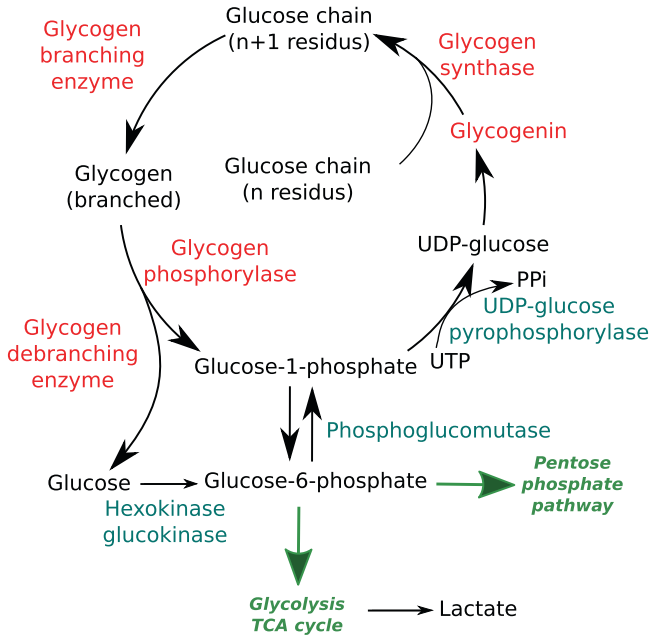 Glucose chain
(n+1 residus)
Glycogen
branching
enzyme
Glycogen
synthase
Glycogenin
Glycogen
(branched)
Glucose chain
(n residus)
UDP-glucose
Glycogen
phosphorylase
PPi
UDP-glucose
pyrophosphorylase
UTP
Glycogen
debranching
enzyme
Glucose-1-phosphate
Phosphoglucomutase
Glucose
Glucose-6-phosphate
Hexokinase
glucokinase
Pentose
phosphate
pathway
Glycolysis
TCA cycle
Lactate